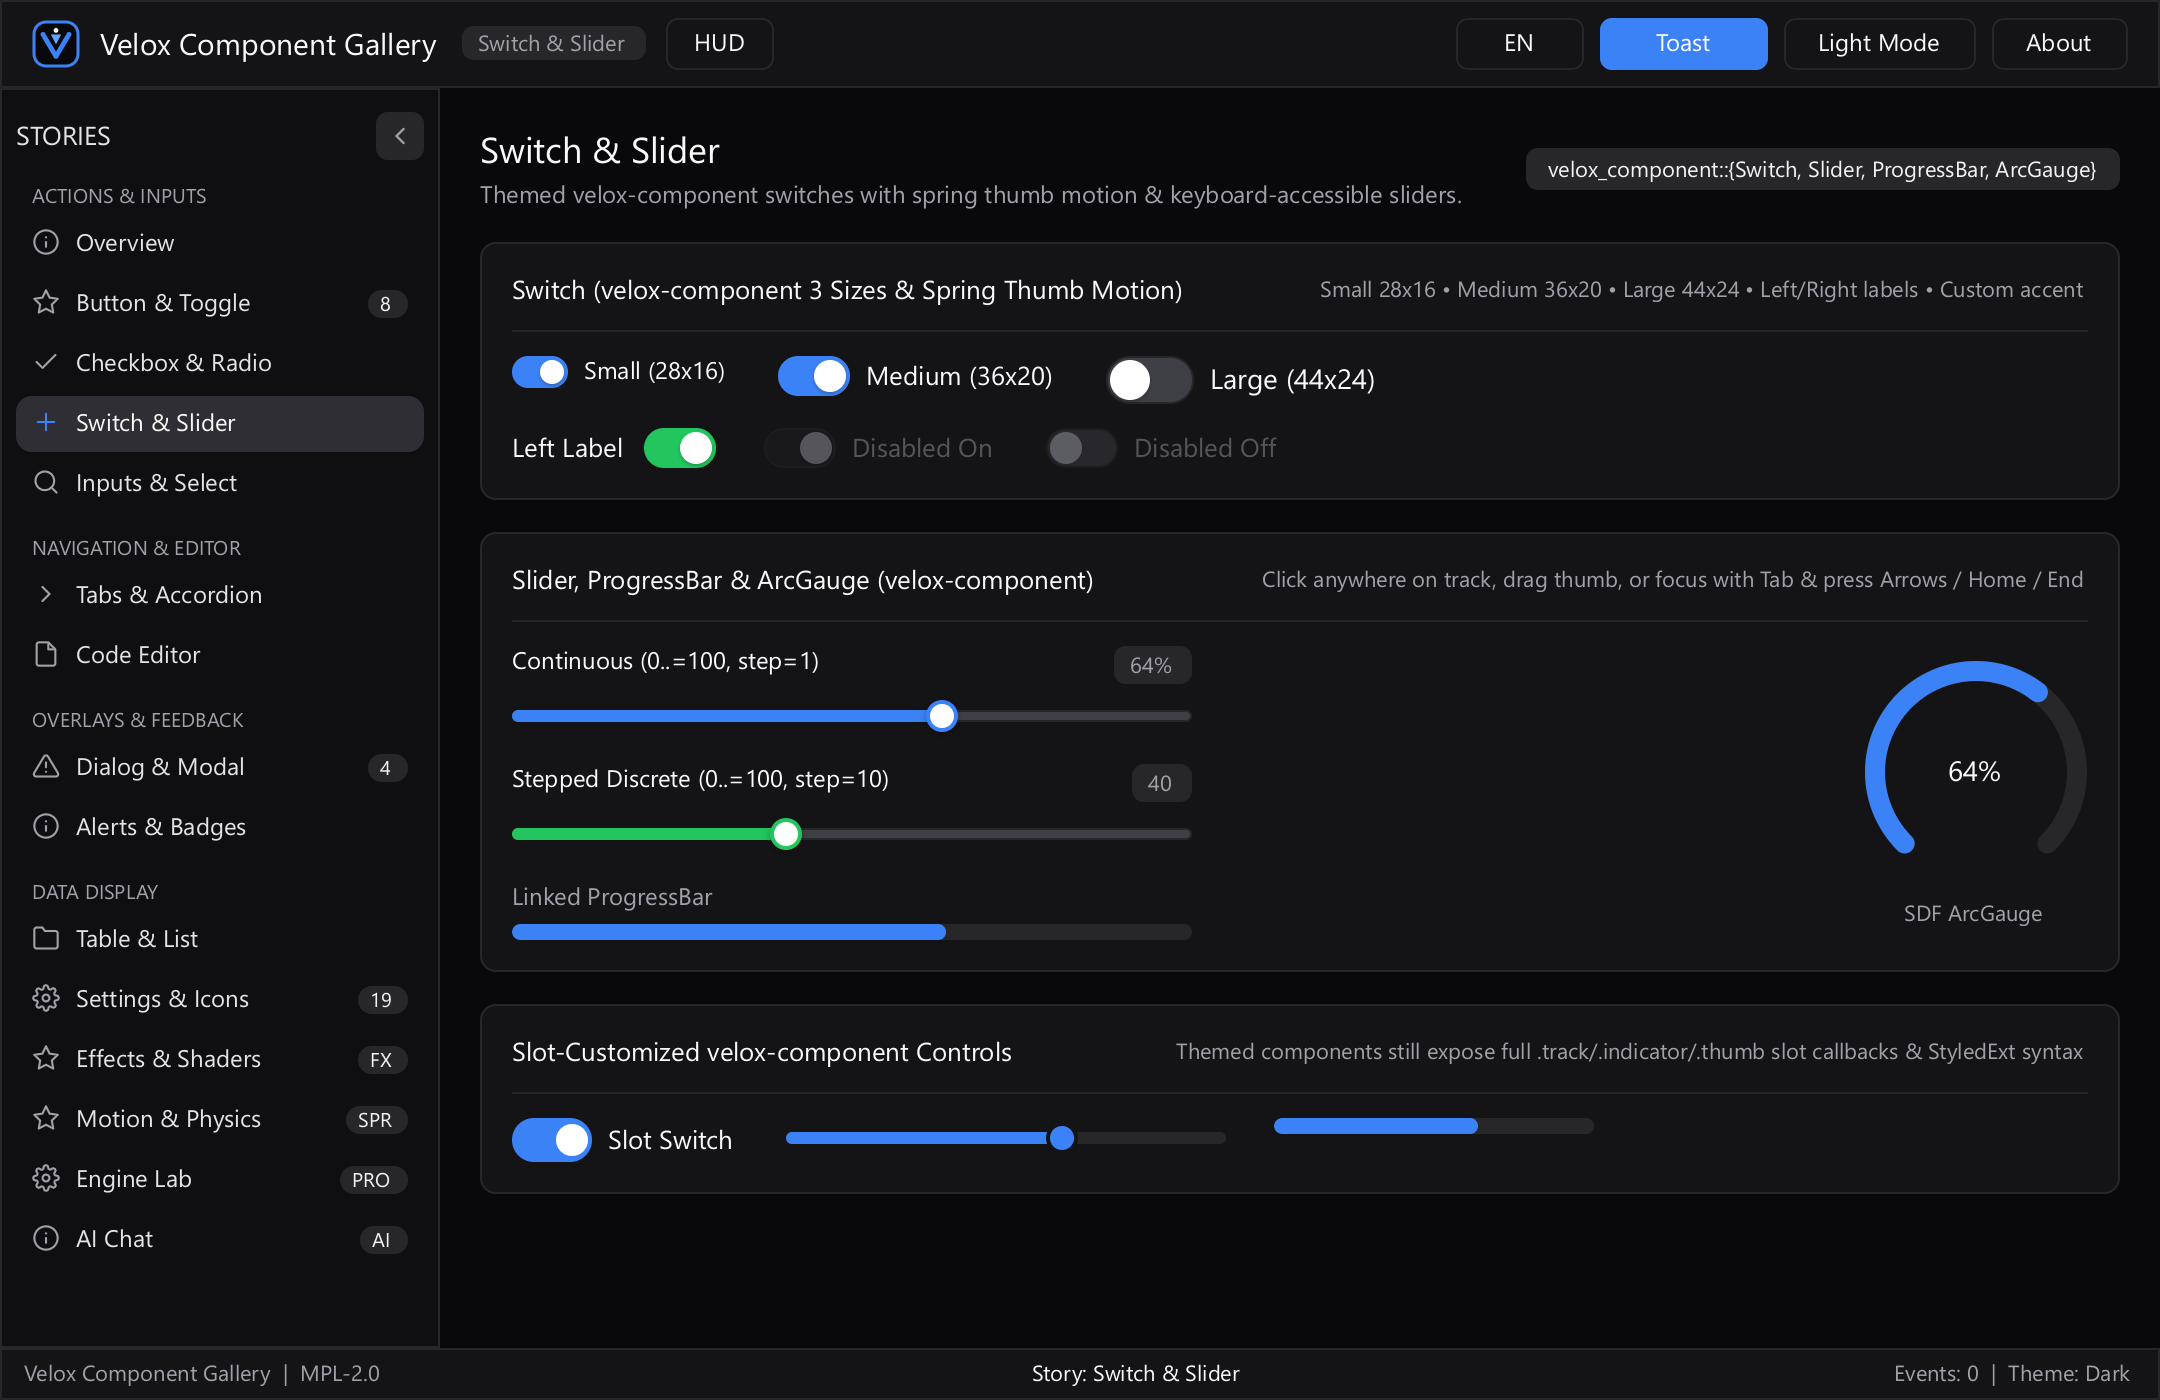 Velox Component Gallery
Switch & Slider
HUD
EN
Toast
Light Mode
About
STORIES
ACTIONS & INPUTS
Overview
Button & Toggle 8
Checkbox & Radio
Switch & Slider
Inputs & Select
NAVIGATION & EDITOR
Tabs & Accordion
Code Editor
OVERLAYS & FEEDBACK
Dialog & Modal 4
Alerts & Badges
DATA DISPLAY
Table & List
Settings & Icons 19
Effects & Shaders FX
Motion & Physics SPR
Engine Lab PRO
AI Chat AI
Switch & Slider
Themed velox-component switches with spring thumb motion & keyboard-accessible sliders.
velox_component::{Switch, Slider, ProgressBar, ArcGauge}
Switch (velox-component 3 Sizes & Spring Thumb Motion)
Small 28x16 • Medium 36x20 • Large 44x24 • Left/Right labels • Custom accent
Small (28x16)
Medium (36x20)
Large (44x24)
Left Label
Disabled On
Disabled Off
Slider, ProgressBar & ArcGauge (velox-component)
Click anywhere on track, drag thumb, or focus with Tab & press Arrows / Home / End
Continuous (0..=100, step=1)
64%
Stepped Discrete (0..=100, step=10)
40
Linked ProgressBar
64%
SDF ArcGauge
Slot-Customized velox-component Controls
Themed components still expose full .track/.indicator/.thumb slot callbacks & StyledExt syntax
Slot Switch
Velox Component Gallery | MPL-2.0
Story: Switch & Slider
Events: 0 | Theme: Dark